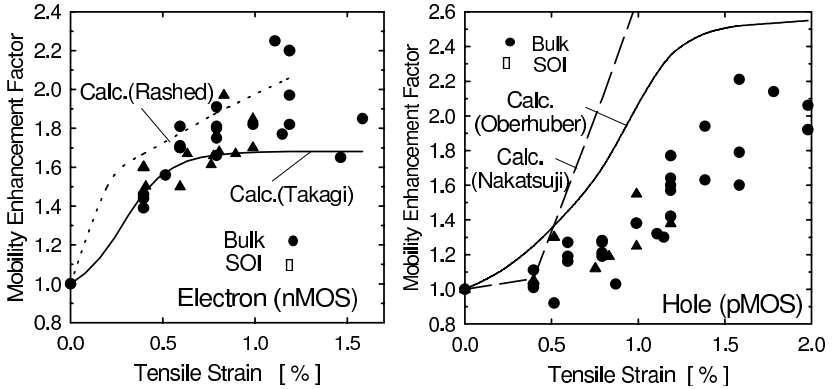 Mobility Enhancement Factor
2.4
2.2
2.0
1.8
1.6
1.4
1.2
1.0
0.8
Calc.(Rashed)
Calc.(Takagi)
Bulk
SOI
Electron (nMOS)
0.0
0.5
1.0
1.5
Tensile Strain [ % ]
Mobility Enhancement Factor
2.6
2.4
2.2
2.0
1.8
1.6
1.4
1.2
1.0
0.8
Bulk
SOI
Calc.
(Oberhuber)
Calc.
(Nakatsuji)
Hole (pMOS)
0.0
0.5
1.0
1.5
2.0
Tensile Strain [ % ]